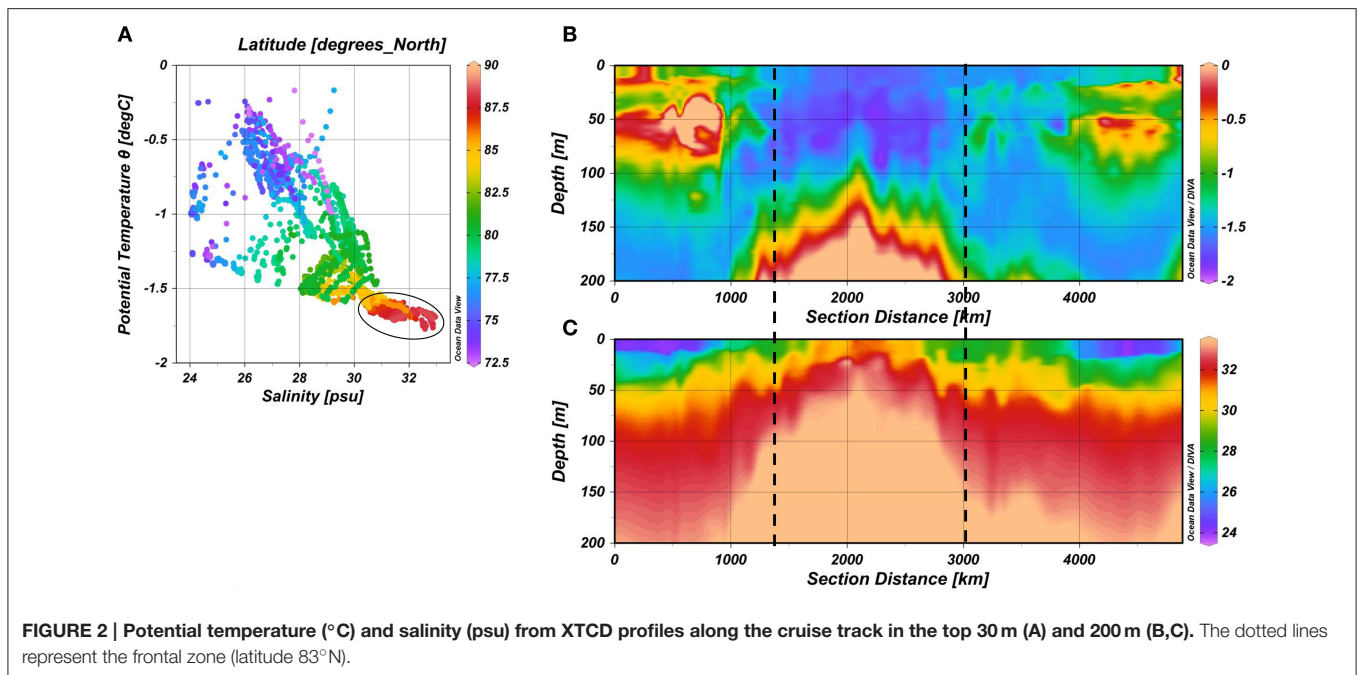 A
Latitude [degrees_North]
0
-0.5
-1
-1.5
-2
Potential Temperature θ [degC]
24 26 28 30 32
Salinity [psu]
90
87.5
85
82.5
80
77.5
75
72.5
Ocean Data View
B
0
50
100
150
200
Depth [m]
0 1000 2000 3000 4000
Section Distance [km]
0
-0.5
-1
-1.5
-2
Ocean Data View / DIVA
C
0
50
100
150
200
Depth [m]
0 1000 2000 3000 4000
Section Distance [km]
32
30
28
26
24
Ocean Data View / DIVA
FIGURE 2 | Potential temperature (°C) and salinity (psu) from XTCD profiles along the cruise track in the top 30 m (A) and 200 m (B,C). The dotted lines
represent the frontal zone (latitude 83°N).